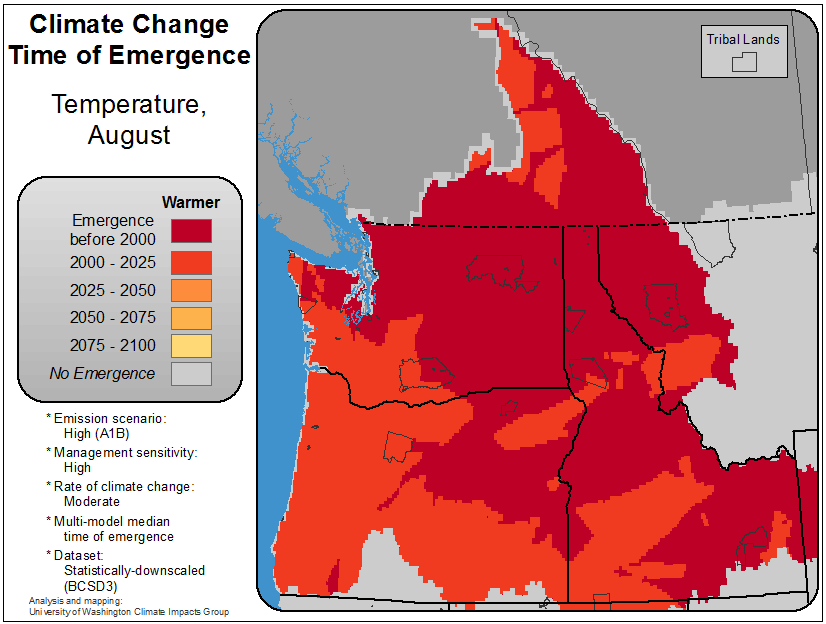 Climate Change
Time of Emergence
Temperature,
August
Warmer
Emergence
before 2000
2000 - 2025
2025 - 2050
2050 - 2075
2075 - 2100
No Emergence
* Emission scenario:
High (A1B)
* Management sensitivity:
High
* Rate of climate change:
Moderate
* Multi-model median
time of emergence
* Dataset:
Statistically-downscaled
(BCSD3)
Analysis and mapping:
University of Washington Climate Impacts Group
Tribal Lands